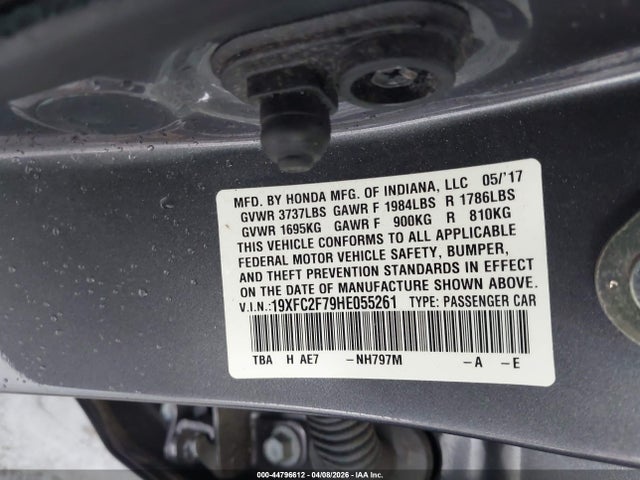 MFD. BY HONDA MFG. OF INDIANA, LLC 05/'17
GVWR 3737LBS GAWR F 1984LBS R 1786LBS
GVWR 1695KG GAWR F 900KG R 810KG
THIS VEHICLE CONFORMS TO ALL APPLICABLE
FEDERAL MOTOR VEHICLE SAFETY, BUMPER,
AND THEFT PREVENTION STANDARDS IN EFFECT
ON THE DATE OF MANUFACTURE SHOWN ABOVE.
V.I.N.:19XFC2F79HE055261 TYPE: PASSENGER CAR
TBA H AE7 -NH797M -A -E
000-44796612 04/08/2026 IAA Inc.